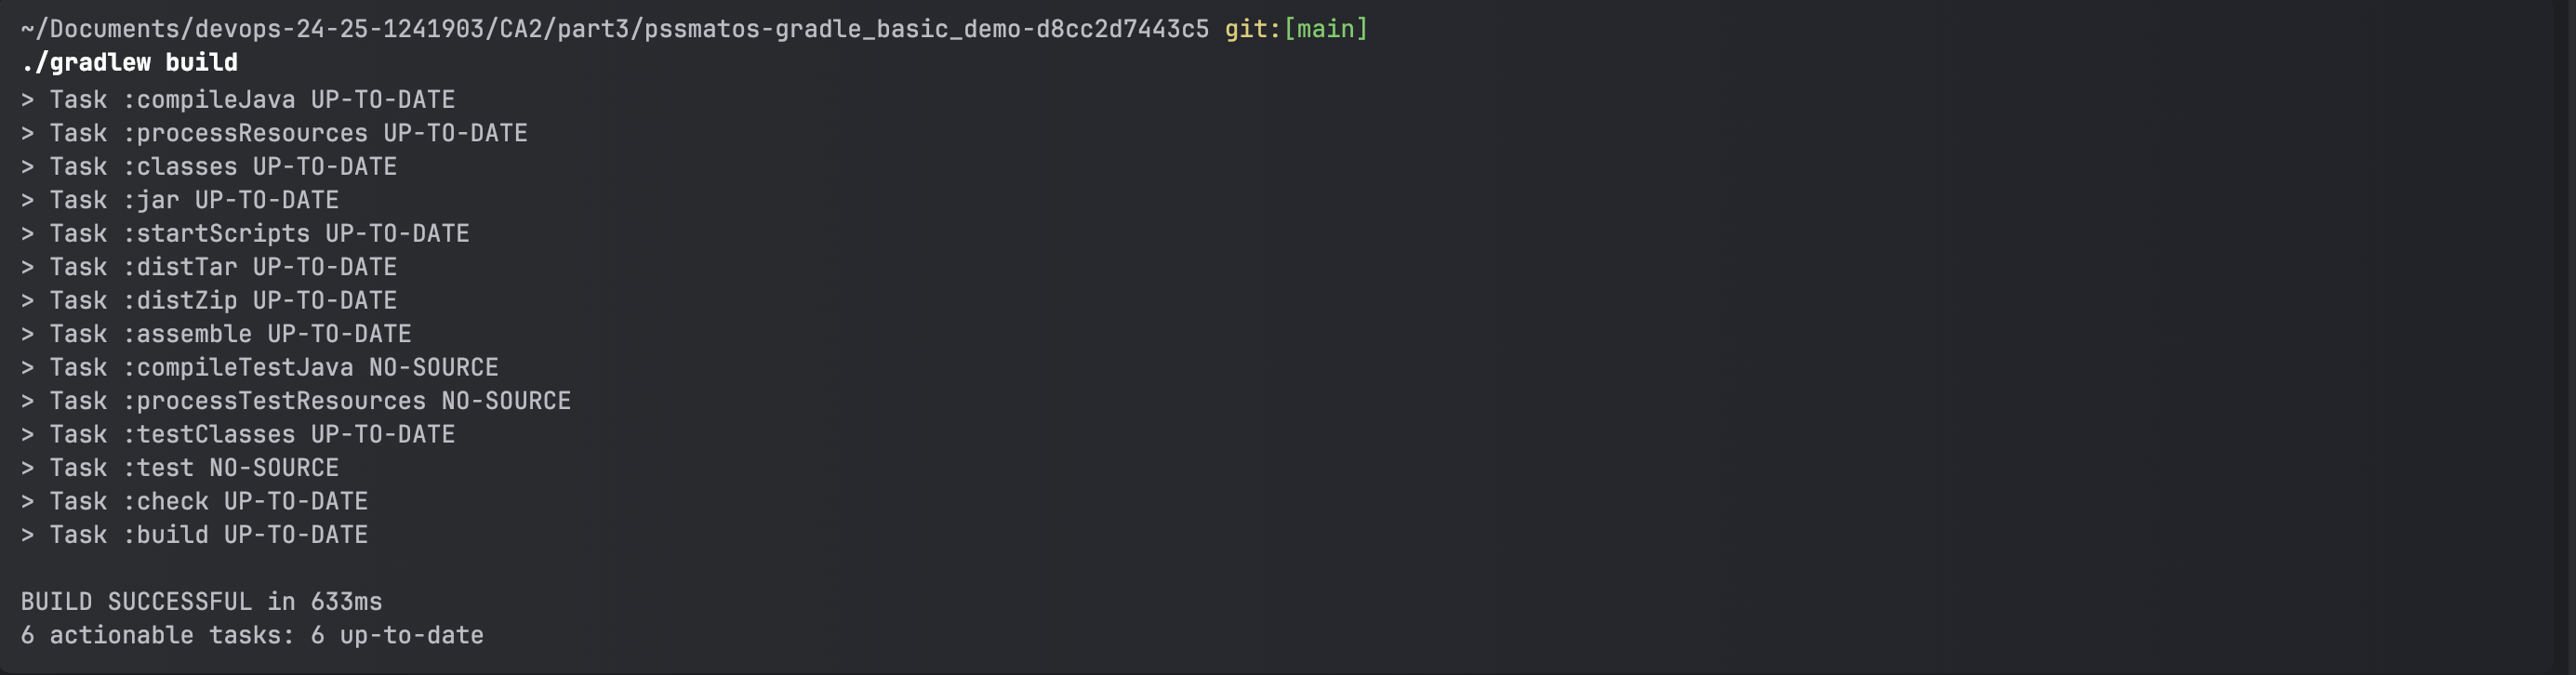 ~/Documents/devops-24-25-1241903/CA2/part3/pssmatos-gradle_basic_demo-d8cc2d7443c5 git:[main]
./gradlew build
> Task :compileJava UP-TO-DATE
> Task :processResources UP-TO-DATE
> Task :classes UP-TO-DATE
> Task :jar UP-TO-DATE
> Task :startScripts UP-TO-DATE
> Task :distTar UP-TO-DATE
> Task :distZip UP-TO-DATE
> Task :assemble UP-TO-DATE
> Task :compileTestJava NO-SOURCE
> Task :processTestResources NO-SOURCE
> Task :testClasses UP-TO-DATE
> Task :test NO-SOURCE
> Task :check UP-TO-DATE
> Task :build UP-TO-DATE
BUILD SUCCESSFUL in 633ms
6 actionable tasks: 6 up-to-date